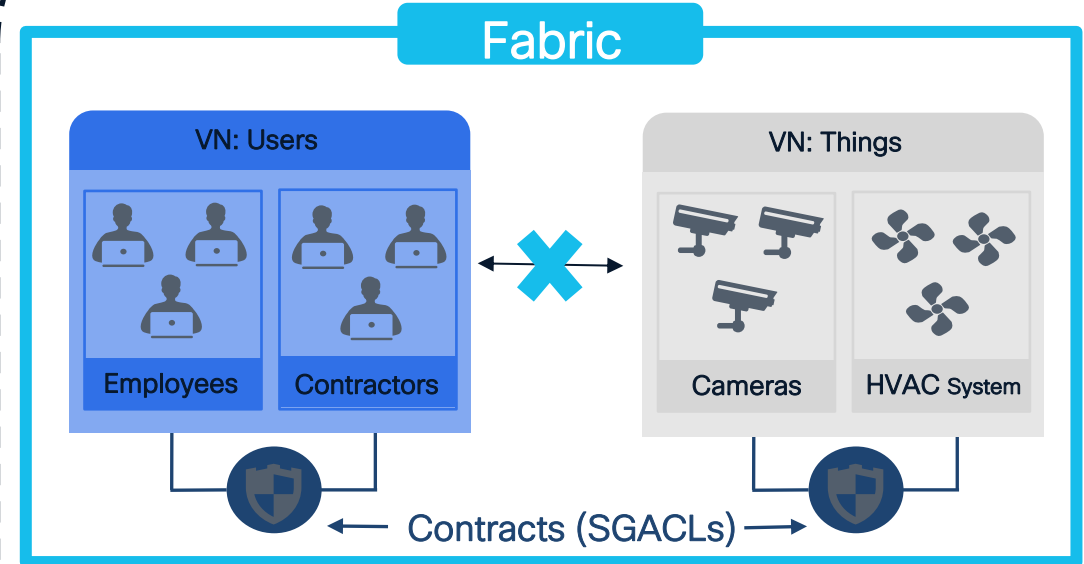 Fabric
VN: Users
VN: Things
Employees
Contractors
Cameras
HVAC System
Contracts (SGACLs)